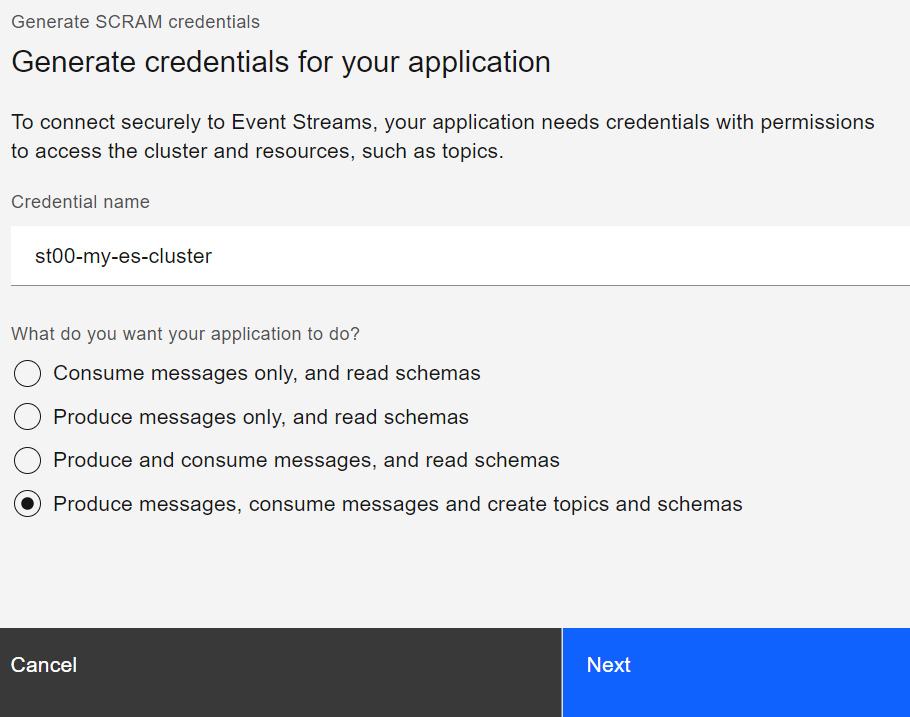 Generate SCRAM credentials
Generate credentials for your application
To connect securely to Event Streams, your application needs credentials with permissions
to access the cluster and resources, such as topics.
Credential name
st00-my-es-cluster
What do you want your application to do?
Consume messages only, and read schemas
Produce messages only, and read schemas
Produce and consume messages, and read schemas
Produce messages, consume messages and create topics and schemas
Cancel
Next